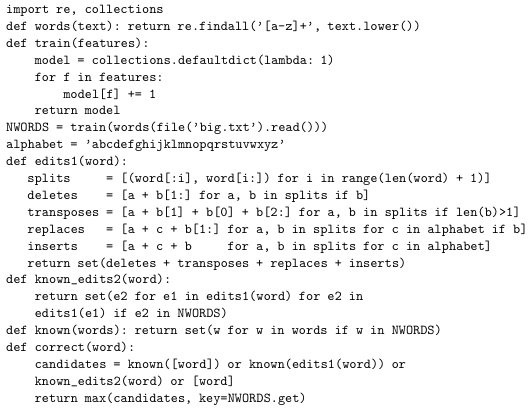 import re, collections
def words(text): return re.findall('[a-z]+', text.lower())
def train(features):
    model = collections.defaultdict(lambda: 1)
    for f in features:
        model[f] += 1
    return model
NWORDS = train(words(file('big.txt').read()))
alphabet = 'abcdefghijklmnopqrstuvwxyz'
def edits1(word):
   splits     = [(word[:i], word[i:]) for i in range(len(word) + 1)]
   deletes    = [a + b[1:] for a, b in splits if b]
   transposes = [a + b[1] + b[0] + b[2:] for a, b in splits if len(b)>1]
   replaces   = [a + c + b[1:] for a, b in splits for c in alphabet if b]
   inserts    = [a + c + b     for a, b in splits for c in alphabet]
   return set(deletes + transposes + replaces + inserts)
def known_edits2(word):
    return set(e2 for e1 in edits1(word) for e2 in
    edits1(e1) if e2 in NWORDS)
def known(words): return set(w for w in words if w in NWORDS)
def correct(word):
    candidates = known([word]) or known(edits1(word)) or
    known_edits2(word) or [word]
    return max(candidates, key=NWORDS.get)